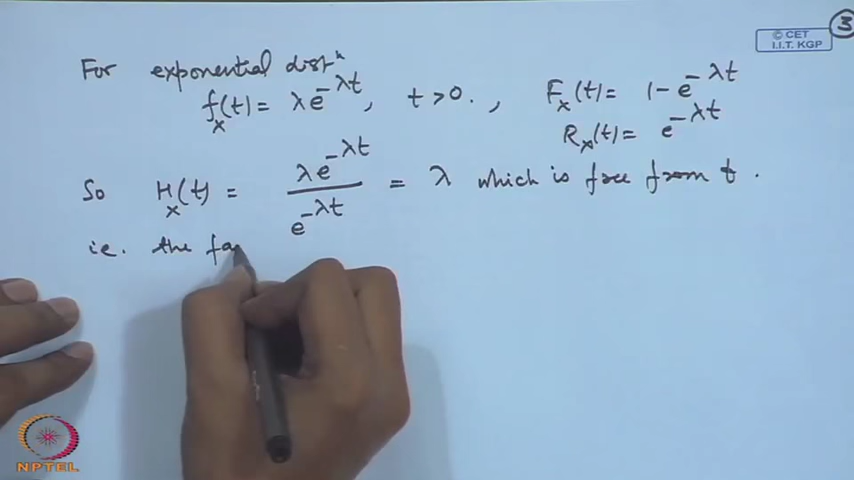 © CET
I.I.T. KGP
3
For exponential distⁿ
f_X(t) = λe^{-λt}, t > 0. , F_X(t) = 1 - e^{-λt}
R_X(t) = e^{-λt}
So H_X(t) = λe^{-λt} / e^{-λt} = λ which is free from t.
ie. the fa
NPTEL